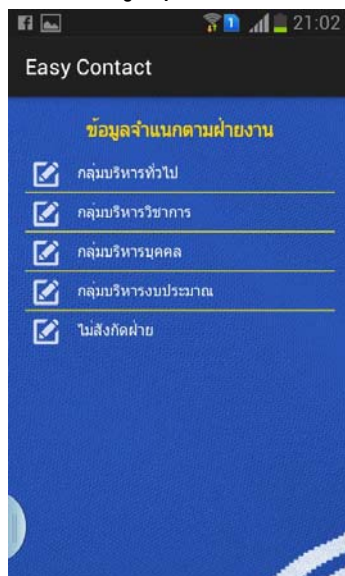 1 21:02
Easy Contact
ข้อมูลจำแนกตามฝ่ายงาน
กลุ่มบริหารทั่วไป
กลุ่มบริหารวิชาการ
กลุ่มบริหารบุคคล
กลุ่มบริหารงบประมาณ
ไม่สังกัดฝ่าย